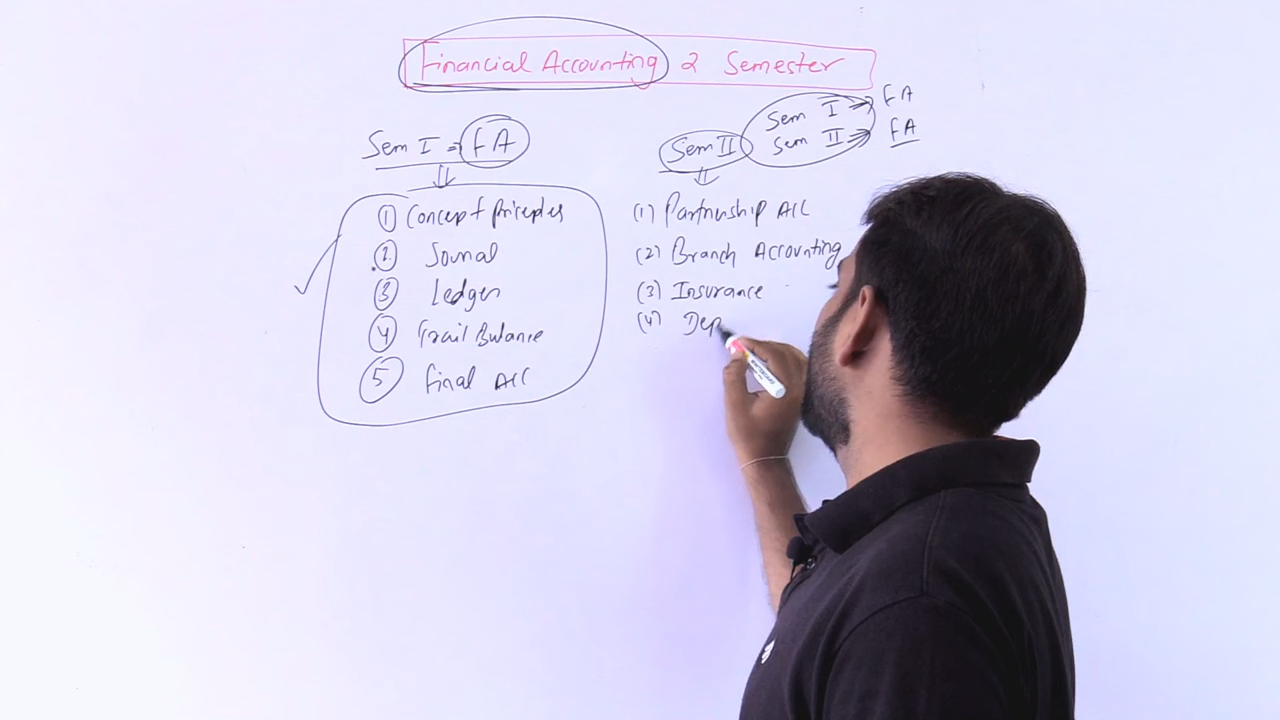 Financial Accounting 2 Semester
Sem I → FA
Sem II → FA
Sem I = FA
① Concept Principles
② Journal
③ Ledger
④ Trail Balance
⑤ Final A/C
Sem II
(1) Partnership A/C
(2) Branch Accounting
(3) Insurance
(4) Dep